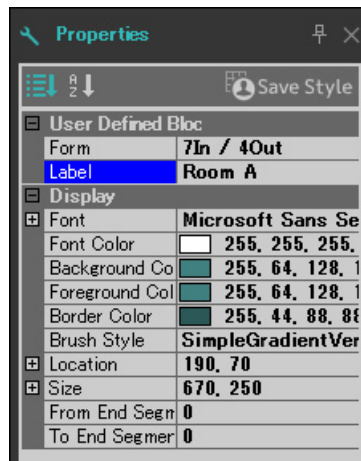 Properties
Save Style
User Defined Bloc
Form 7In / 4Out
Label Room A
Display
Font Microsoft Sans Se
Font Color 255, 255, 255,
Background Co 255, 64, 128, 1
Foreground Col 255, 64, 128, 1
Border Color 255, 44, 88, 88
Brush Style SimpleGradientVer
Location 190, 70
Size 670, 250
From End Segm 0
To End Segmer 0